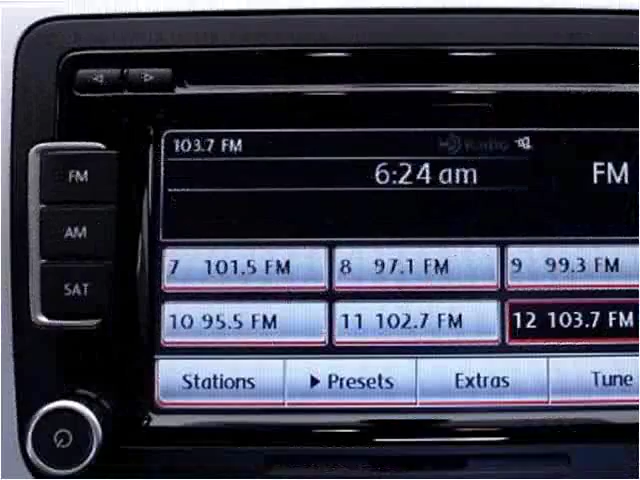 103.7 FM HD Radio
6:24 am FM
FM
AM
SAT
7 101.5 FM 8 97.1 FM 9 99.3 FM
10 95.5 FM 11 102.7 FM 12 103.7 FM
Stations ▶ Presets Extras Tune